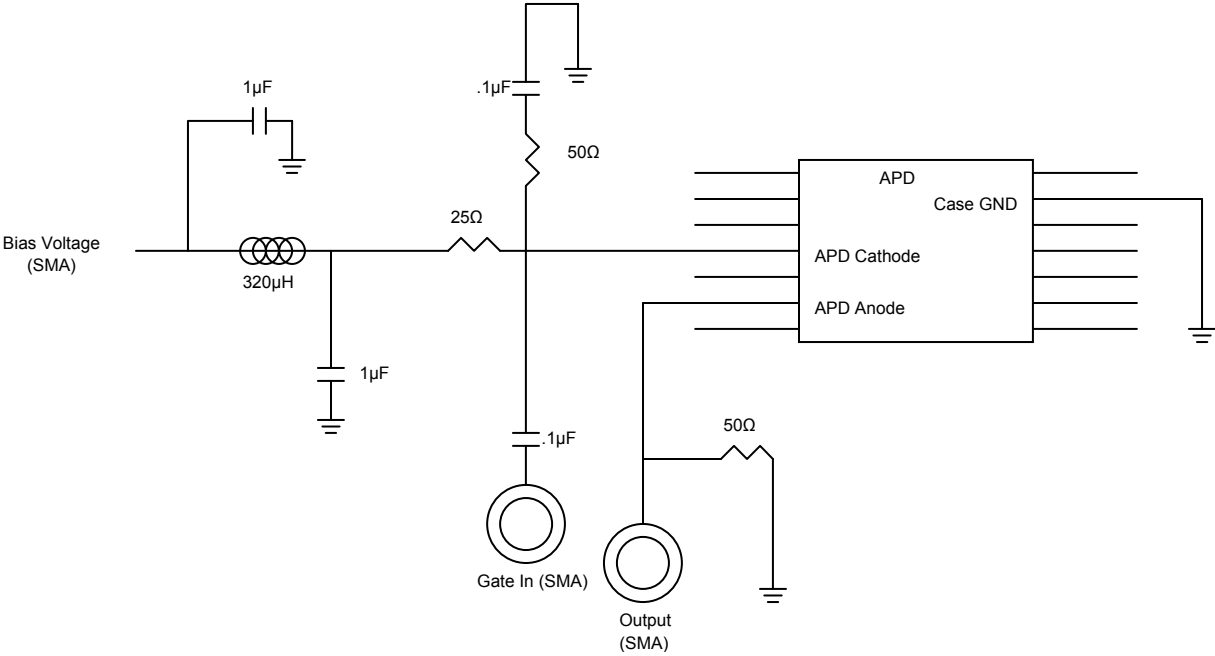 1µF
.1µF
50Ω
APD
Case GND
25Ω
Bias Voltage
(SMA)
APD Cathode
320µH
APD Anode
1µF
50Ω
.1µF
Gate In (SMA)
Output
(SMA)